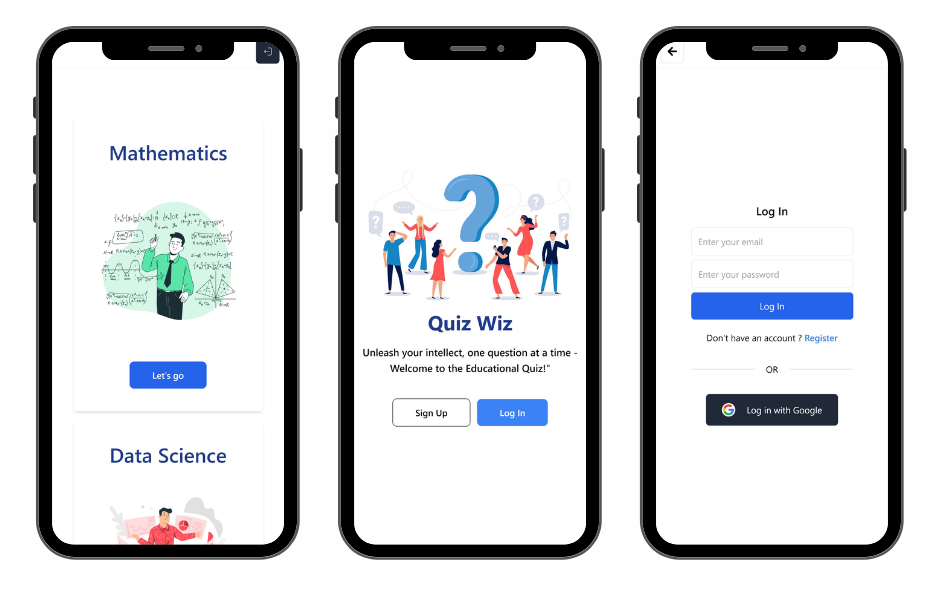 Mathematics
Let's go
Data Science
Quiz Wiz
Unleash your intellect, one question at a time -
Welcome to the Educational Quiz!"
Sign Up
Log In
Log In
Enter your email
Enter your password
Log In
Don't have an account ? Register
OR
Log in with Google